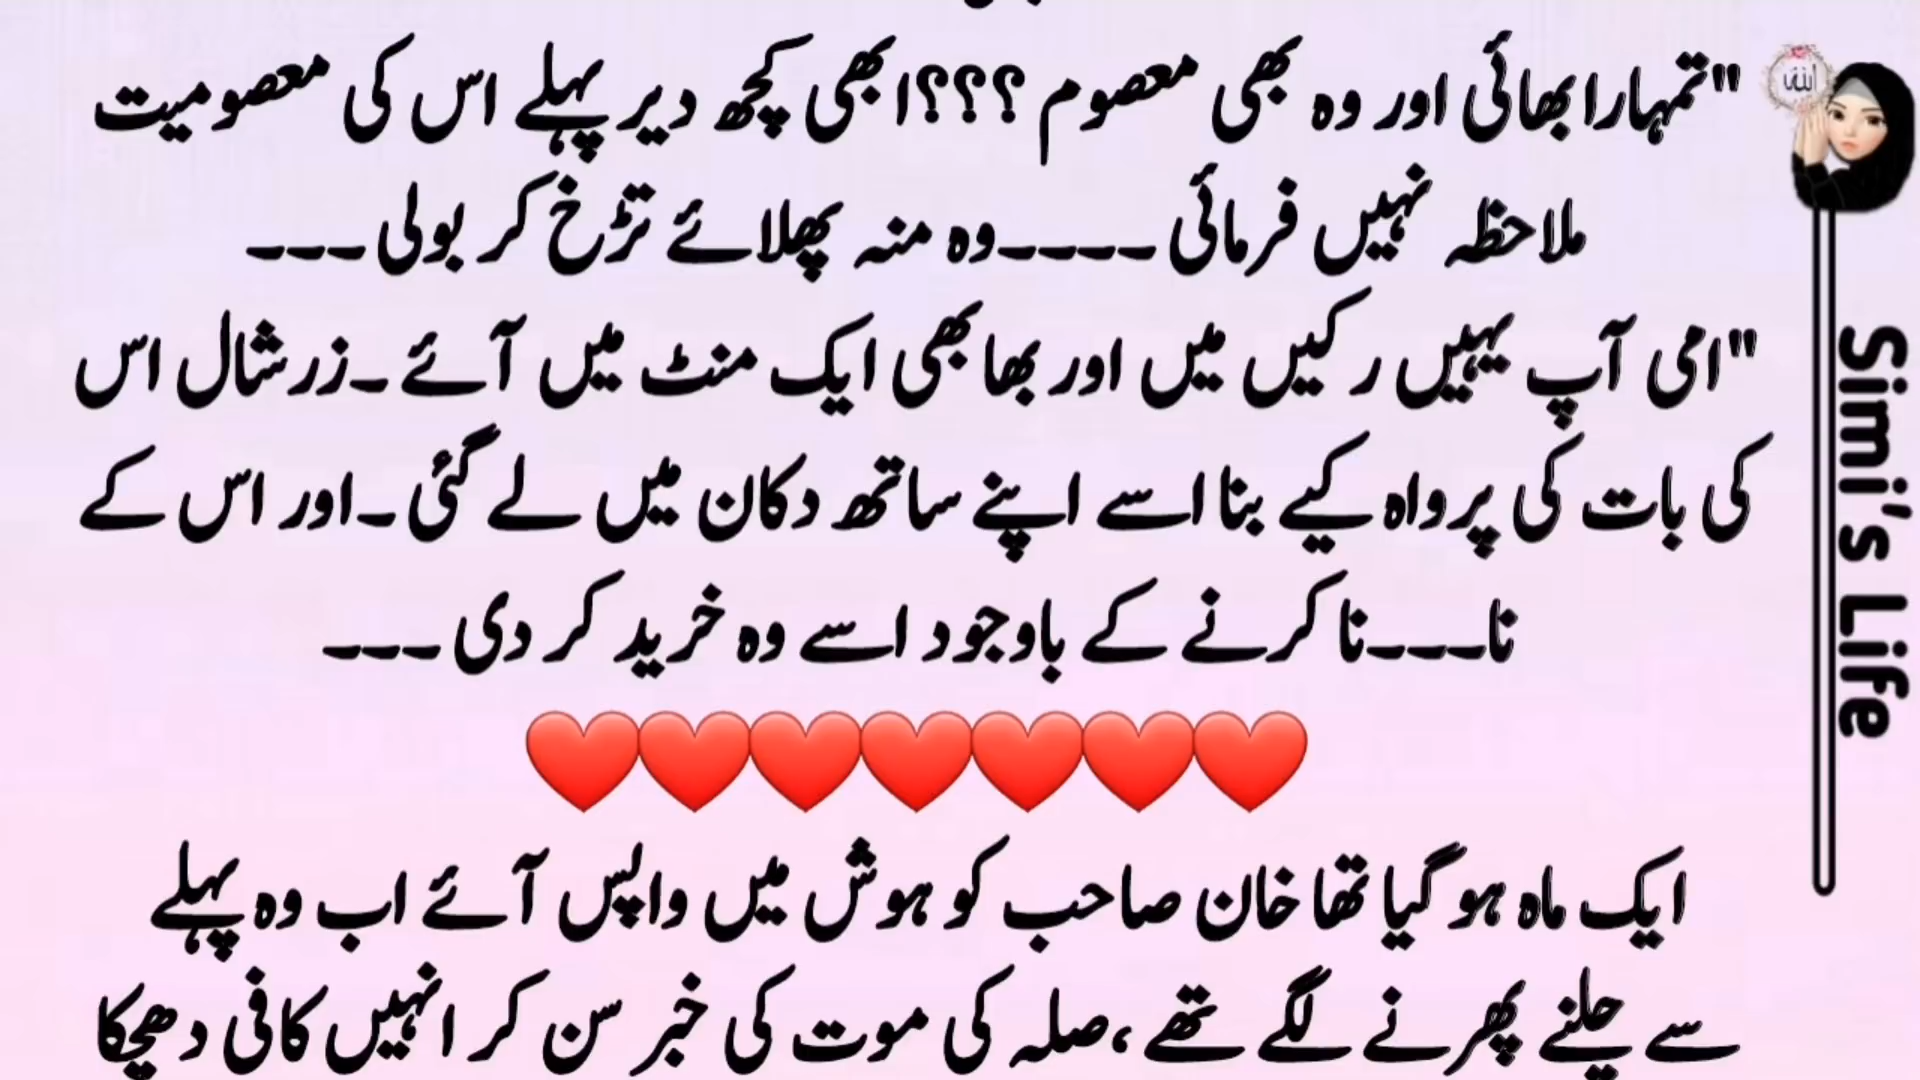 "تمہارا بھائی اور وہ بھی معصوم ؟؟؟ ابھی کچھ دیر پہلے اس کی معصومیت
ملاحظہ نہیں فرمائی ۔۔۔۔وہ منہ پھلائے تڑخ کر بولی ۔۔۔
"امی آپ یہیں رکیں میں اور بھابھی ایک منٹ میں آئے ۔زرشال اس
کی بات کی پرواہ کیے بنا اسے اپنے ساتھ دکان میں لے گئی ۔اور اس کے
نا۔۔۔نا کرنے کے باوجود اسے وہ خرید کر دی ۔۔۔
❤️❤️❤️❤️❤️❤️❤️
ایک ماہ ہو گیا تھا خان صاحب کو ہوش میں واپس آئے اب وہ پہلے
سے چلنے پھرنے لگے تھے ،صلہ کی موت کی خبر سن کر انہیں کافی دھچکا
الله
Simi's Life